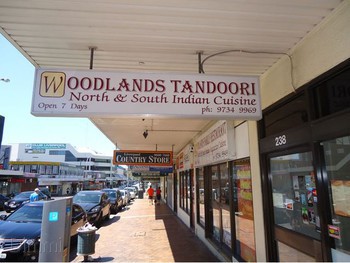 WOODLANDS TANDOORI
North & South Indian Cuisine
Open 7 Days
ph 9734 9969
COUNTRY STORE
238